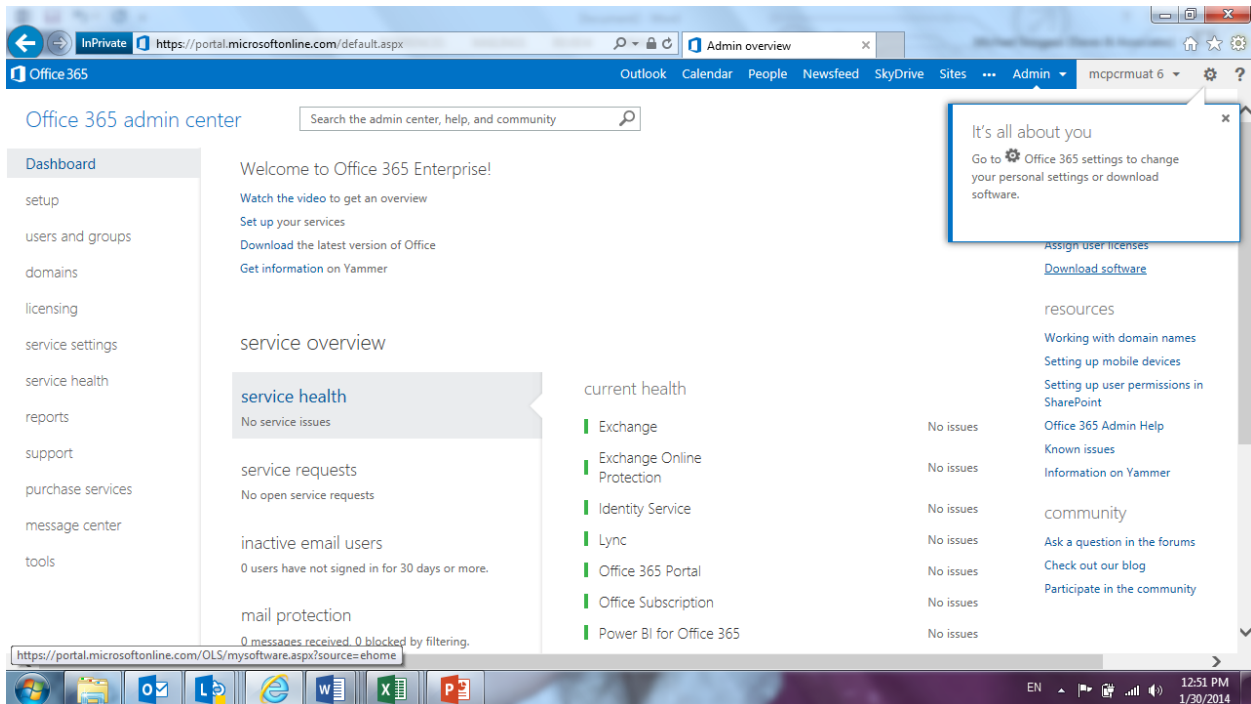 InPrivate
https://portal.microsoftonline.com/default.aspx
Admin overview
Office 365
Outlook Calendar People Newsfeed SkyDrive Sites ••• Admin mcpcrmuat 6 ?
Office 365 admin center
Search the admin center, help, and community
It's all about you
Go to Office 365 settings to change
your personal settings or download
software.
Dashboard
setup
users and groups
domains
licensing
service settings
service health
reports
support
purchase services
message center
tools
Welcome to Office 365 Enterprise!
Watch the video to get an overview
Set up your services
Download the latest version of Office
Get information on Yammer
service overview
service health
No service issues
service requests
No open service requests
inactive email users
0 users have not signed in for 30 days or more.
mail protection
0 messages received, 0 blocked by filtering.
current health
Exchange No issues
Exchange Online
Protection No issues
Identity Service No issues
Lync No issues
Office 365 Portal No issues
Office Subscription No issues
Power BI for Office 365 No issues
Assign user licenses
Download software
resources
Working with domain names
Setting up mobile devices
Setting up user permissions in
SharePoint
Office 365 Admin Help
Known issues
Information on Yammer
community
Ask a question in the forums
Check out our blog
Participate in the community
https://portal.microsoftonline.com/OLS/mysoftware.aspx?source=ehome
EN
12:51 PM
1/30/2014